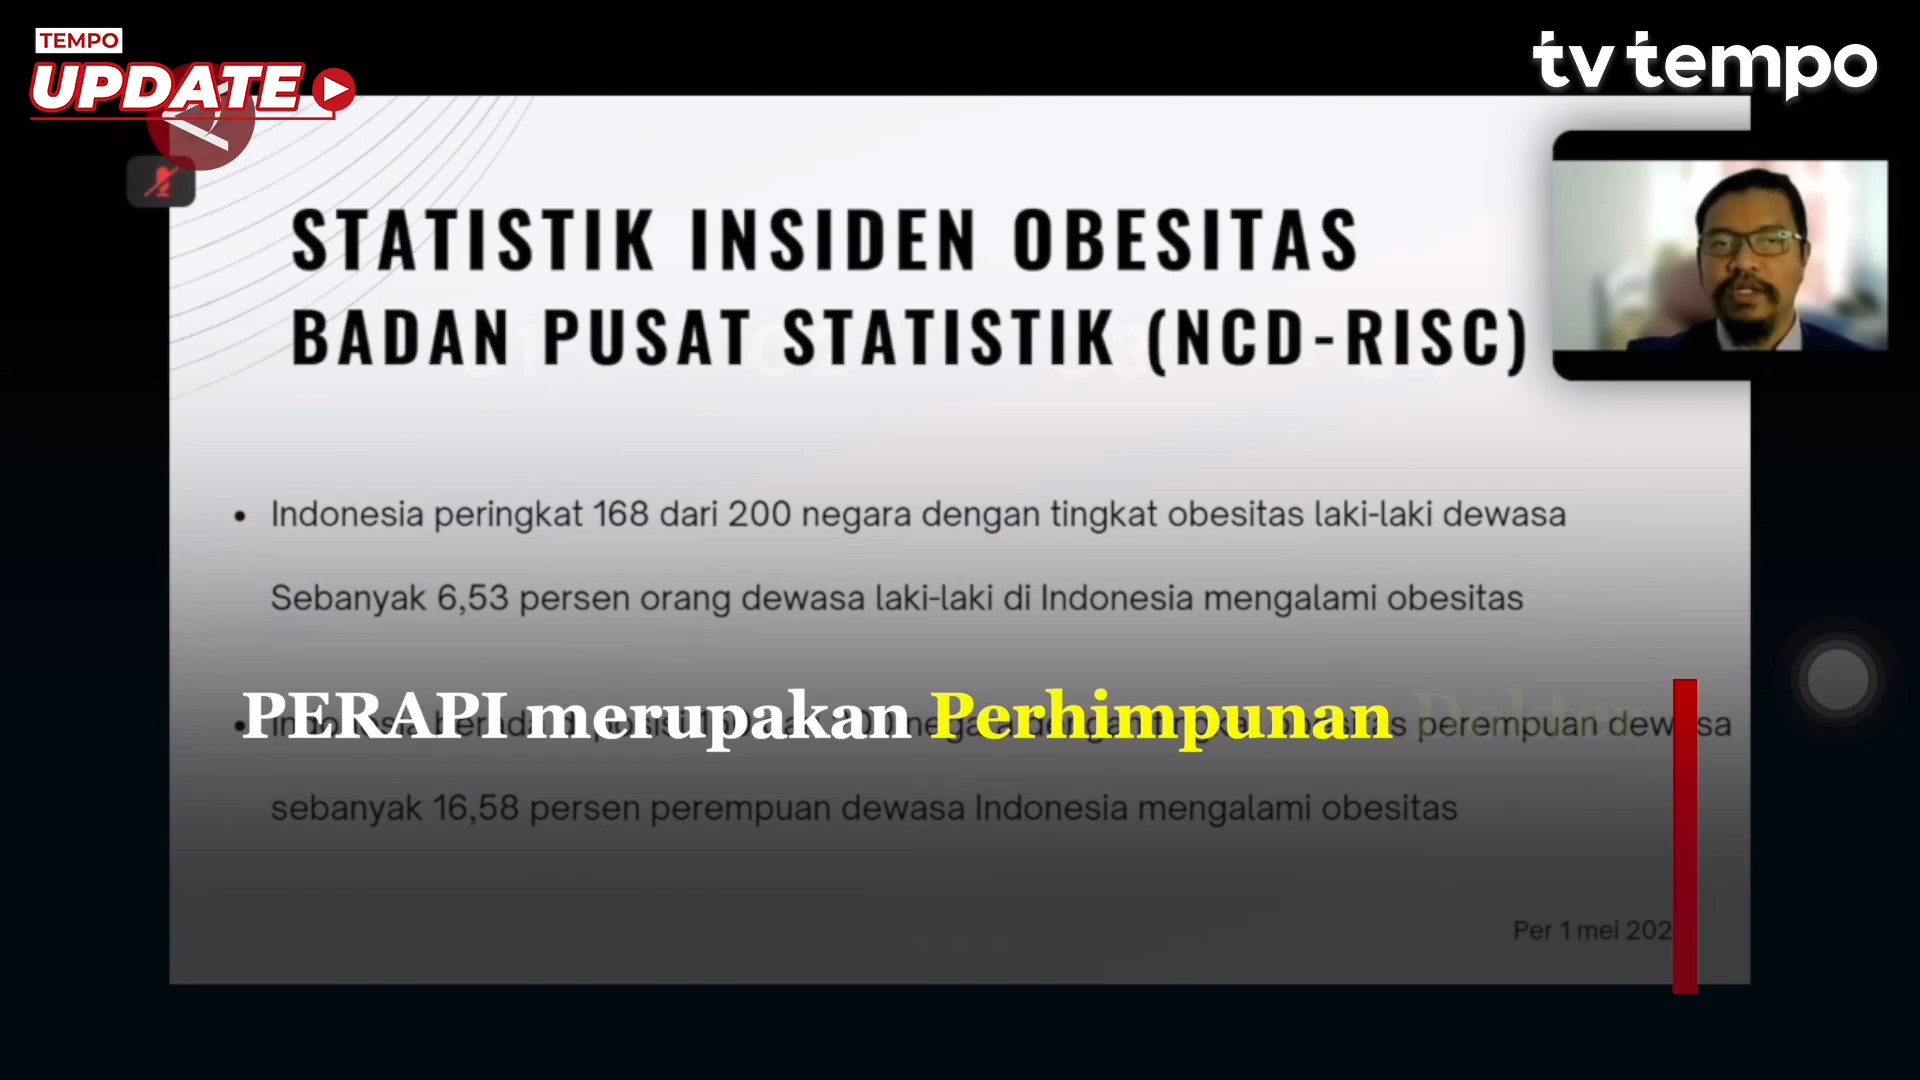 TEMPO
UPDATE
tv tempo
STATISTIK INSIDEN OBESITAS
BADAN PUSAT STATISTIK (NCD-RISC)
• Indonesia peringkat 168 dari 200 negara dengan tingkat obesitas laki-laki dewasa
Sebanyak 6,53 persen orang dewasa laki-laki di Indonesia mengalami obesitas
PERAPI merupakan Perhimpunan Dokter
obesitas perempuan
sebanyak 16,58 persen perempuan dewasa Indonesia mengalami obesitas
Per 1 mei 202